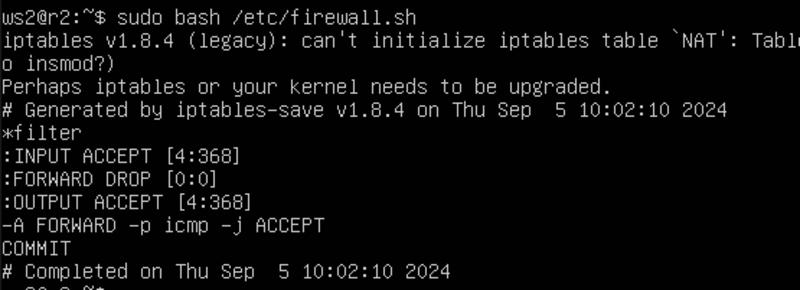 ws2@r2:~$ sudo bash /etc/firewall.sh
iptables v1.8.4 (legacy): can't initialize iptables table `NAT': Tabl
o insmod?)
Perhaps iptables or your kernel needs to be upgraded.
# Generated by iptables-save v1.8.4 on Thu Sep  5 10:02:10 2024
*filter
:INPUT ACCEPT [4:368]
:FORWARD DROP [0:0]
:OUTPUT ACCEPT [4:368]
-A FORWARD -p icmp -j ACCEPT
COMMIT
# Completed on Thu Sep  5 10:02:10 2024